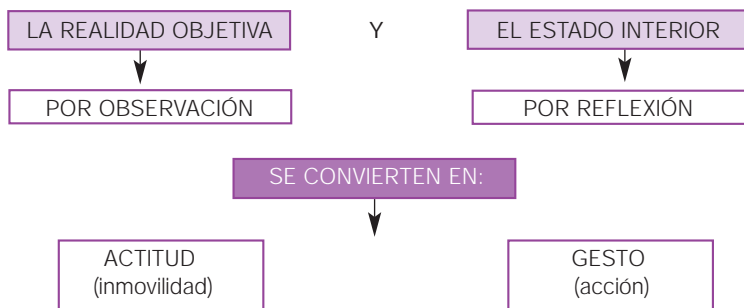 LA REALIDAD OBJETIVA Y EL ESTADO INTERIOR
POR OBSERVACIÓN POR REFLEXIÓN
SE CONVIERTEN EN:
ACTITUD GESTO
(inmovilidad) (acción)